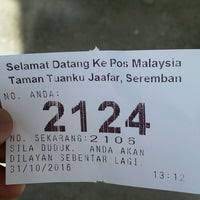 Selamat Datang Ke Pos Malaysia
Taman Tuanku Jaafar, Seremban
NO. ANDA:
2124
NO. SEKARANG:2105
SILA DUDUK. ANDA AKAN
DILAYAN SEBENTAR LAGI.
31/10/2016 13:12